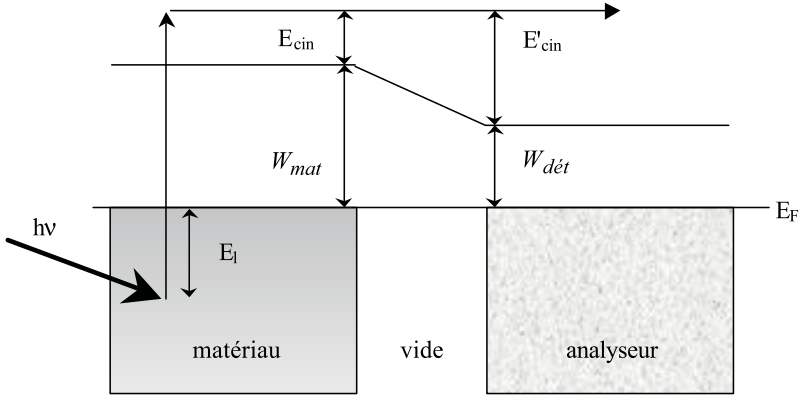 E_cin
E'_cin
W_mat
W_dét
E_F
hν
E_l
matériau
vide
analyseur